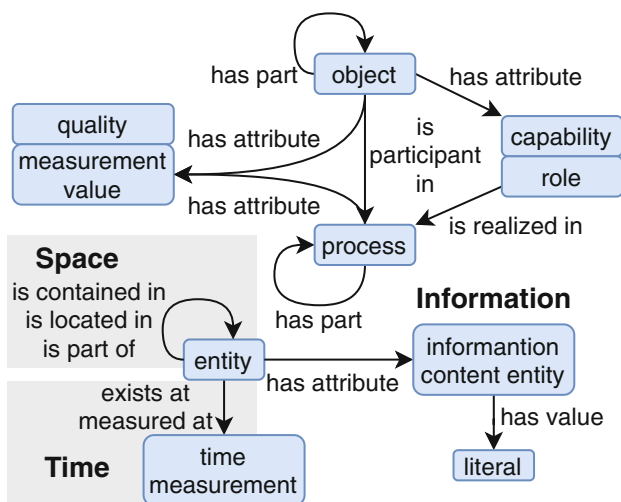 has part
object
has attribute
quality
measurement
value
has attribute
has attribute
is
participant
in
capability
role
is realized in
process
has part
Space
is contained in
is located in
is part of
entity
has attribute
Information
informantion
content entity
has value
literal
exists at
measured at
Time
time
measurement